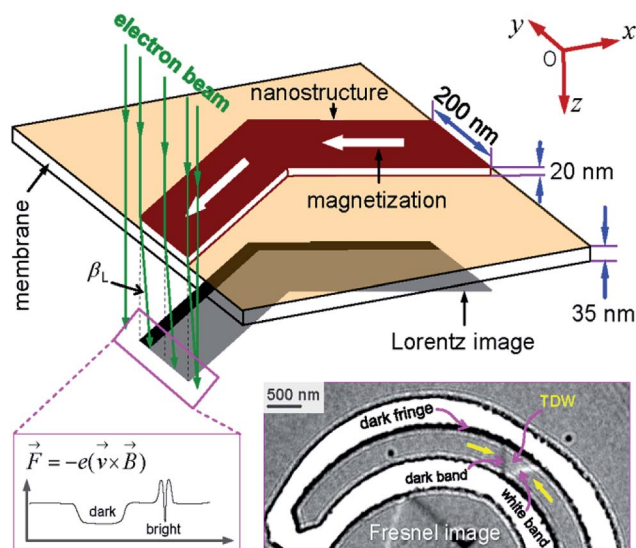 electron beam
y
x
O
z
nanostructure
200 nm
20 nm
magnetization
membrane
β_L
35 nm
Lorentz image
F⃗ = −e(v⃗×B⃗)
dark
bright
500 nm
TDW
dark fringe
dark band
white band
Fresnel image